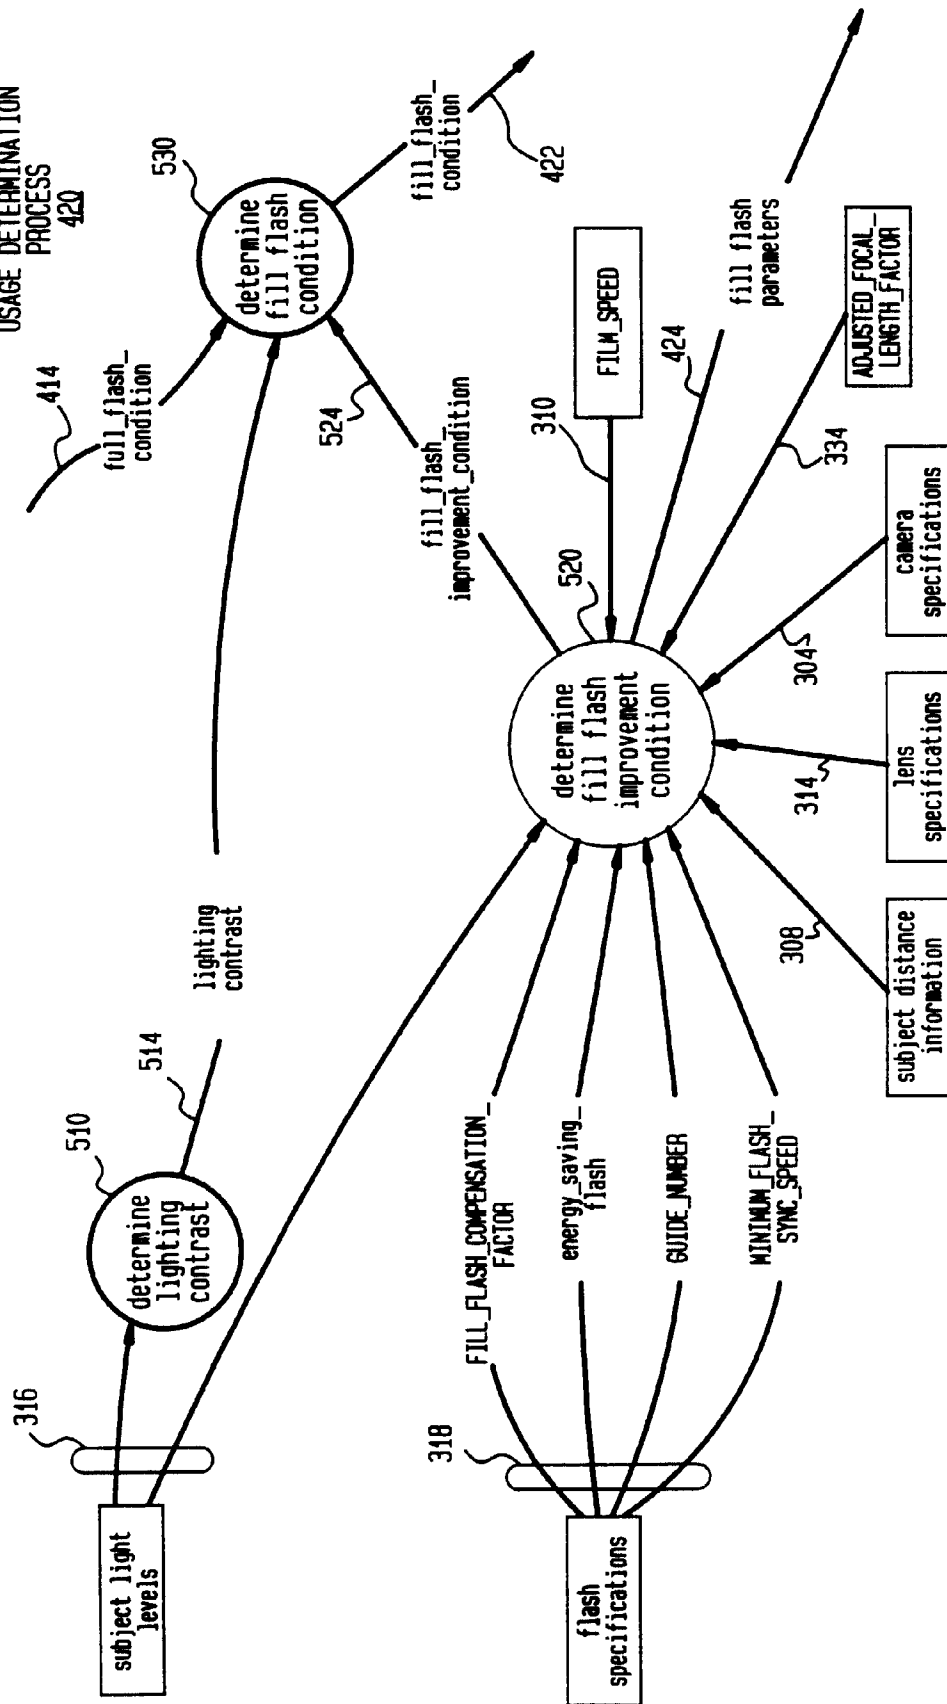 USAGE DETERMINATION
PROCESS
420
414
full_flash_
condition
530
determine
fill flash
condition
fill_flash_
condition
422
316
subject light
levels
510
determine
lighting
contrast
514
lighting
contrast
524
fill_flash_
improvement_condition
310
FILM_SPEED
520
determine
fill flash
improvement
condition
424
fill flash
parameters
318
flash
specifications
FILL_FLASH_COMPENSATION_
FACTOR
energy_saving_
flash
GUIDE_NUMBER
MINIMUM_FLASH_
SYNC_SPEED
308
subject distance
information
314
lens
specifications
304
camera
specifications
334
ADJUSTED_FOCAL_
LENGTH_FACTOR